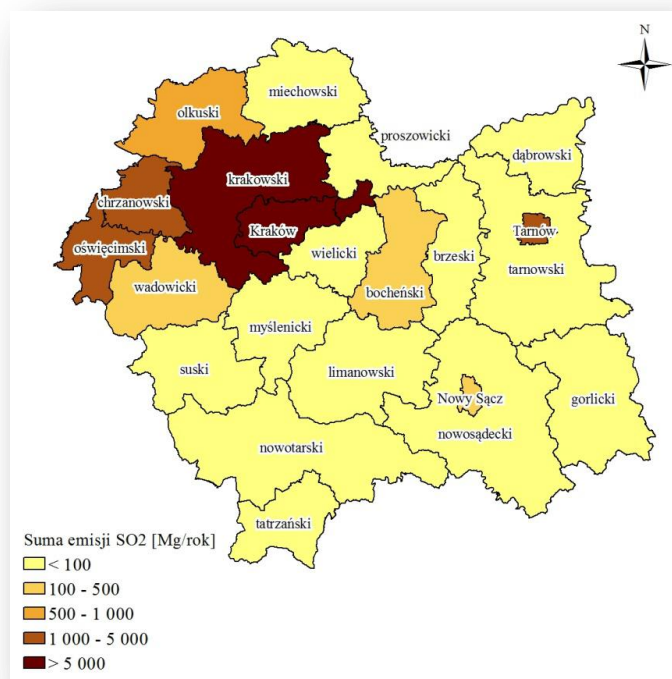 N
miechowski
olkuski
proszowicki
dąbrowski
krakowski
chrzanowski
Kraków
Tarnów
oświęcimski
wielicki
brzeski
tarnowski
wadowicki
bocheński
myślenicki
suski
limanowski
Nowy Sącz
gorlicki
nowosądecki
nowotarski
tatrzański
Suma emisji SO2 [Mg/rok]
< 100
100 - 500
500 - 1 000
1 000 - 5 000
> 5 000